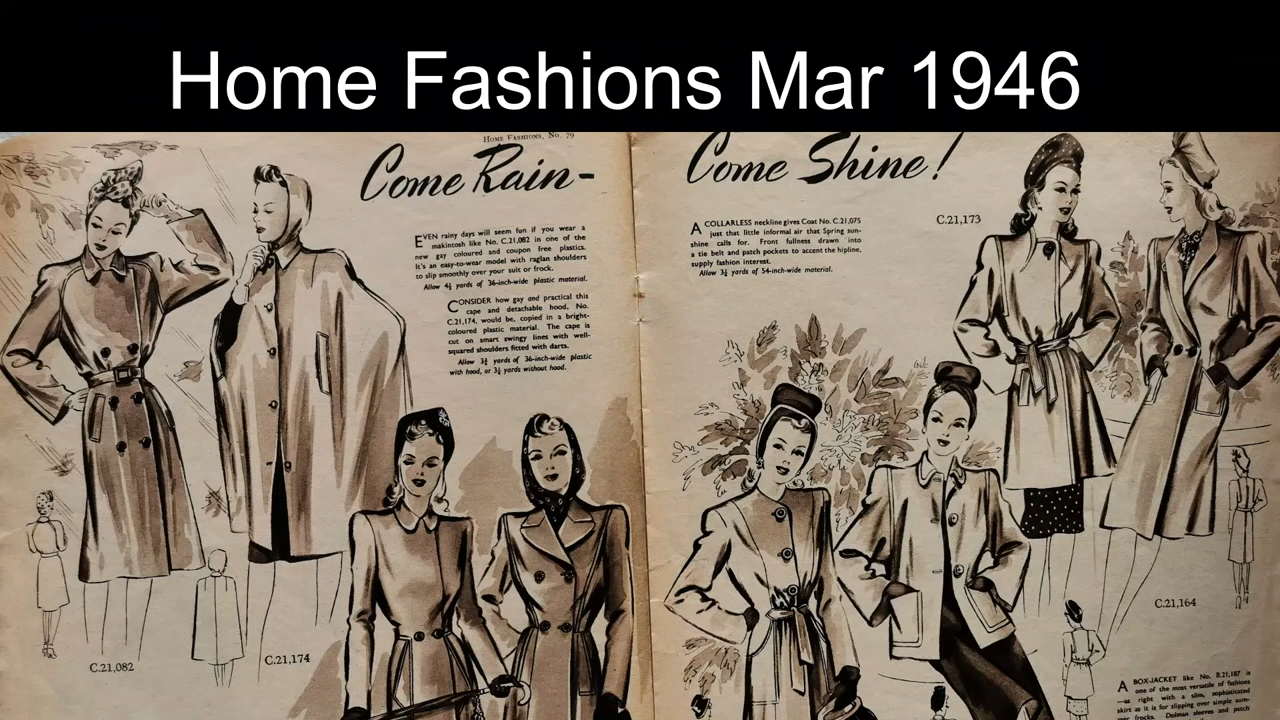 Home Fashions Mar 1946
Home Fashions, No. 79
Come Rain-
EVEN rainy days will seem fun if you wear a
makintosh like No. C.21,082 in one of the
new gay coloured and coupon free plastics.
It's an easy-to-wear model with raglan shoulders
to slip smoothly over your suit or frock.
Allow 4½ yards of 36-inch-wide plastic material.
CONSIDER how gay and practical this
cape and detachable hood, No.
C.21,174, would be, copied in a bright-
coloured plastic material. The cape is
cut on smart swingy lines with well-
squared shoulders fitted with darts.
Allow yards of 36-inch-wide plastic
with hood, or yards without hood.
C.21,082
C.21,174
Come Shine!
A COLLARLESS neckline gives Coat No. C.21,075
just that little informal air that Spring sun-
shine calls for. Front fullness drawn into
a tie belt and patch pockets to accent the hipline,
supply fashion interest.
Allow yards of 54-inch-wide material.
C.21,173
C.21,164
A BOX-JACKET like No. B.21,187 is
one of the most versatile of fashions
—as right with a slim, sophisticated
skirt as it is for slipping over simple sum-
frocks. Dolman sleeves and patch